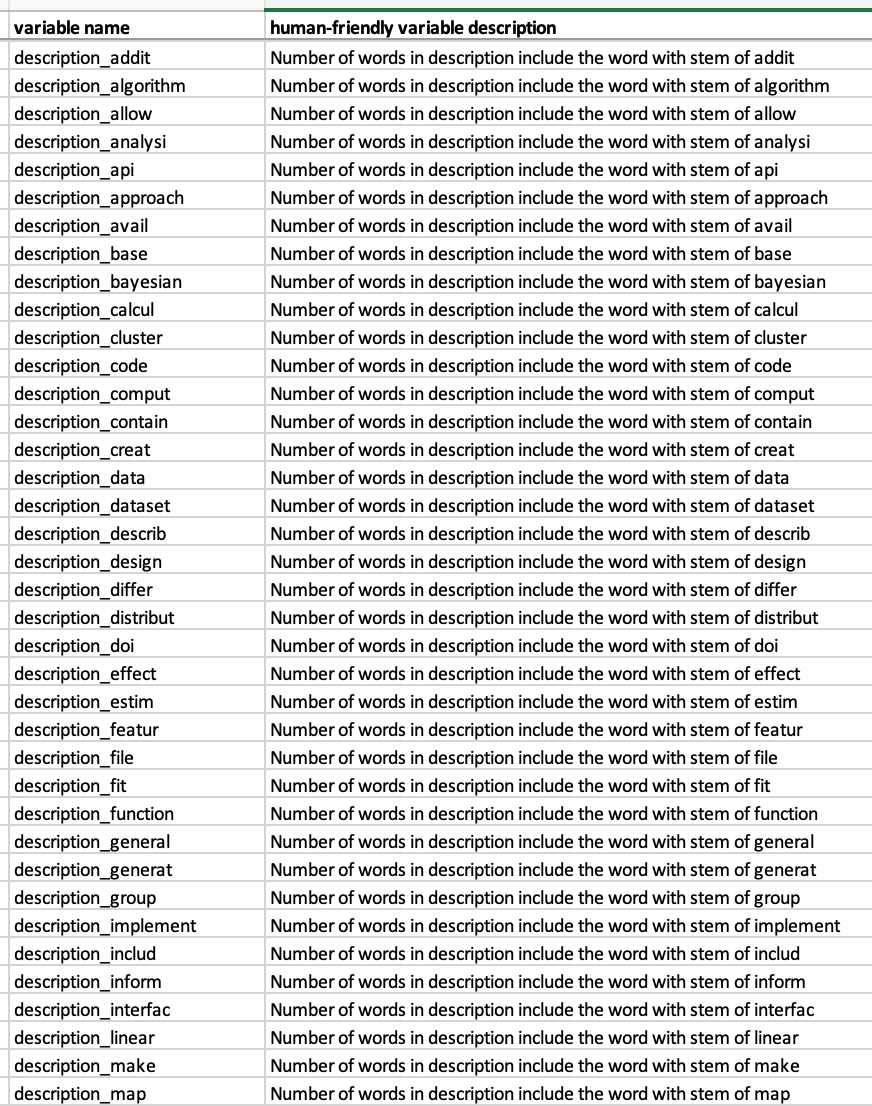 variable name human-friendly variable description
description_addit Number of words in description include the word with stem of addit
description_algorithm Number of words in description include the word with stem of algorithm
description_allow Number of words in description include the word with stem of allow
description_analysi Number of words in description include the word with stem of analysi
description_api Number of words in description include the word with stem of api
description_approach Number of words in description include the word with stem of approach
description_avail Number of words in description include the word with stem of avail
description_base Number of words in description include the word with stem of base
description_bayesian Number of words in description include the word with stem of bayesian
description_calcul Number of words in description include the word with stem of calcul
description_cluster Number of words in description include the word with stem of cluster
description_code Number of words in description include the word with stem of code
description_comput Number of words in description include the word with stem of comput
description_contain Number of words in description include the word with stem of contain
description_creat Number of words in description include the word with stem of creat
description_data Number of words in description include the word with stem of data
description_dataset Number of words in description include the word with stem of dataset
description_describ Number of words in description include the word with stem of describ
description_design Number of words in description include the word with stem of design
description_differ Number of words in description include the word with stem of differ
description_distribut Number of words in description include the word with stem of distribut
description_doi Number of words in description include the word with stem of doi
description_effect Number of words in description include the word with stem of effect
description_estim Number of words in description include the word with stem of estim
description_featur Number of words in description include the word with stem of featur
description_file Number of words in description include the word with stem of file
description_fit Number of words in description include the word with stem of fit
description_function Number of words in description include the word with stem of function
description_general Number of words in description include the word with stem of general
description_generat Number of words in description include the word with stem of generat
description_group Number of words in description include the word with stem of group
description_implement Number of words in description include the word with stem of implement
description_includ Number of words in description include the word with stem of includ
description_inform Number of words in description include the word with stem of inform
description_interfac Number of words in description include the word with stem of interfac
description_linear Number of words in description include the word with stem of linear
description_make Number of words in description include the word with stem of make
description_map Number of words in description include the word with stem of map